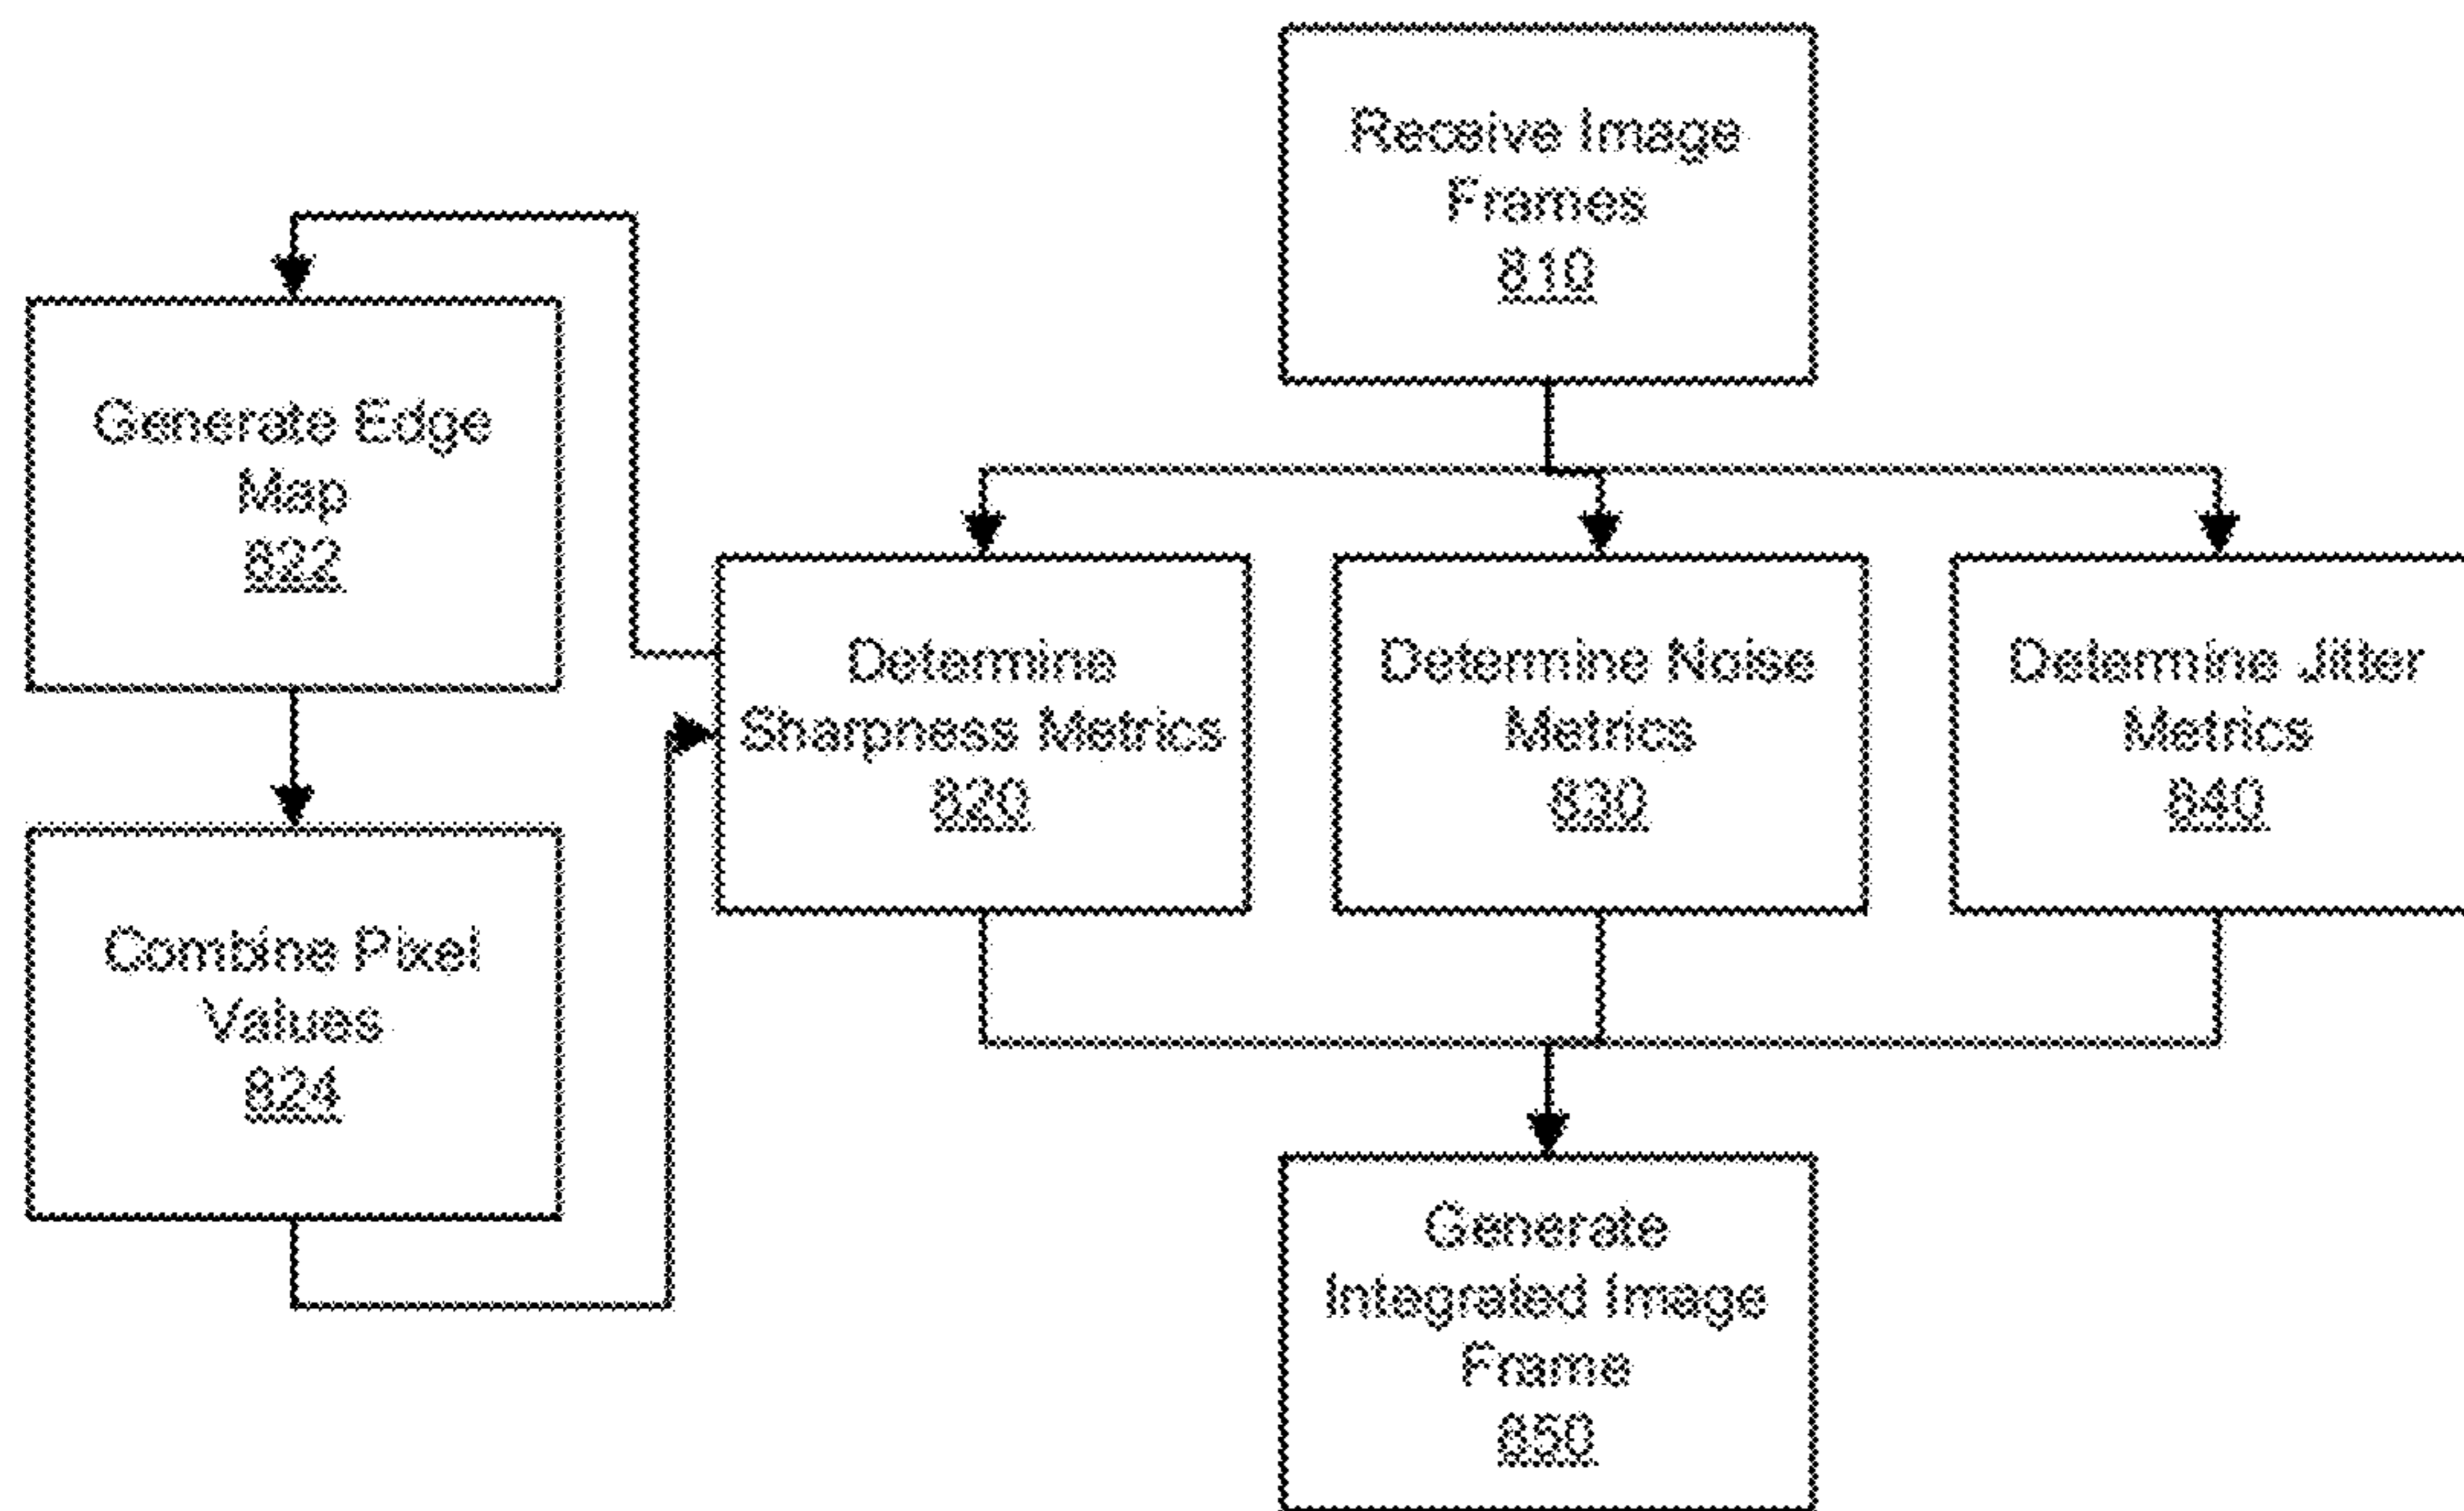 Receive Image
Frames
810
Generate Edge
Map
822
Combine Pixel
Values
824
Determine
Sharpness Metrics
820
Determine Noise
Metrics
830
Determine Jitter
Metrics
840
Generate
Integrated Image
Frame
850